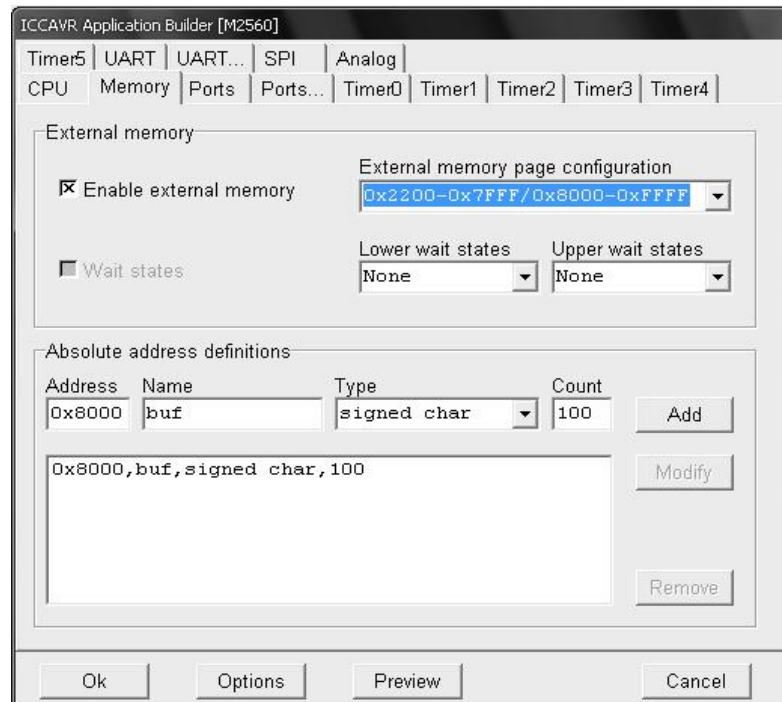 ICCAVR Application Builder [M2560]
Timer5 UART UART... SPI Analog
CPU Memory Ports Ports... Timer0 Timer1 Timer2 Timer3 Timer4
External memory
Enable external memory
External memory page configuration
0x2200-0x7FFF/0x8000-0xFFFF
Wait states
Lower wait states Upper wait states
None None
Absolute address definitions
Address Name Type Count
0x8000 buf signed char 100 Add
0x8000,buf,signed char,100
Modify
Remove
Ok Options Preview Cancel